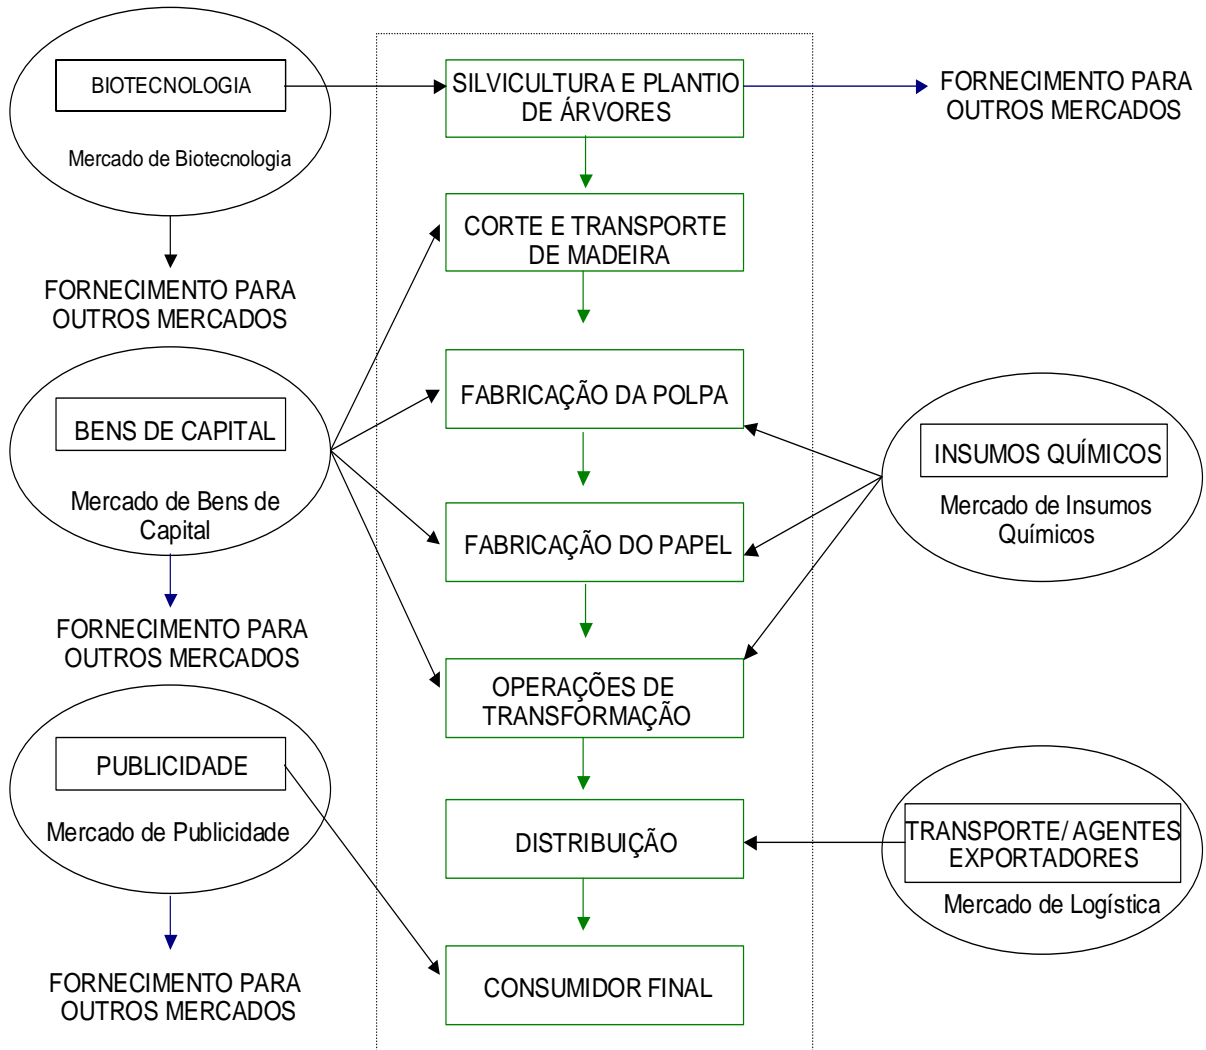 BIOTECNOLOGIA
Mercado de Biotecnologia
FORNECIMENTO PARA
OUTROS MERCADOS
BENS DE CAPITAL
Mercado de Bens de
Capital
FORNECIMENTO PARA
OUTROS MERCADOS
PUBLICIDADE
Mercado de Publicidade
FORNECIMENTO PARA
OUTROS MERCADOS
SILVICULTURA E PLANTIO
DE ÁRVORES
CORTE E TRANSPORTE
DE MADEIRA
FABRICAÇÃO DA POLPA
FABRICAÇÃO DO PAPEL
OPERAÇÕES DE
TRANSFORMAÇÃO
DISTRIBUIÇÃO
CONSUMIDOR FINAL
FORNECIMENTO PARA
OUTROS MERCADOS
INSUMOS QUÍMICOS
Mercado de Insumos
Químicos
TRANSPORTE/ AGENTES
EXPORTADORES
Mercado de Logística